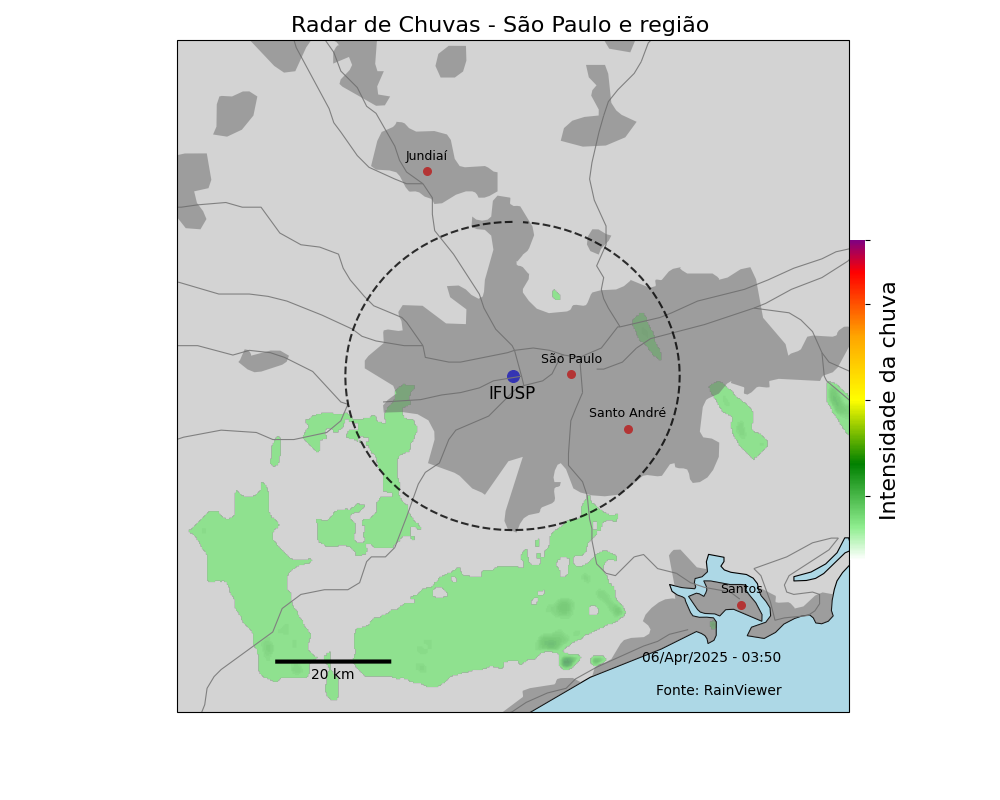 Radar de Chuvas - São Paulo e região
Jundiaí
São Paulo
IFUSP
Santo André
Intensidade da chuva
Santos
06/Apr/2025 - 03:50
20 km
Fonte: RainViewer